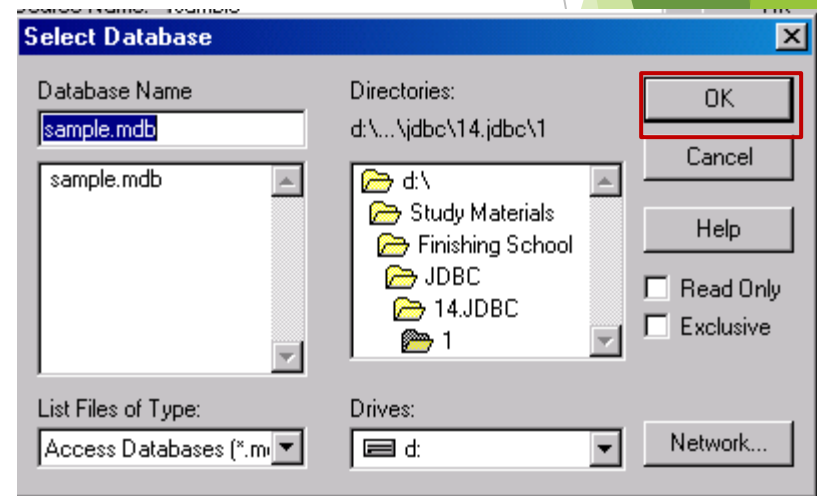 Select Database
Database Name
sample.mdb
sample.mdb
List Files of Type:
Access Databases (*.m
Directories:
d:\...\jdbc\14.jdbc\1
d:\
Study Materials
Finishing School
JDBC
14.JDBC
1
Drives:
d:
OK
Cancel
Help
Read Only
Exclusive
Network...